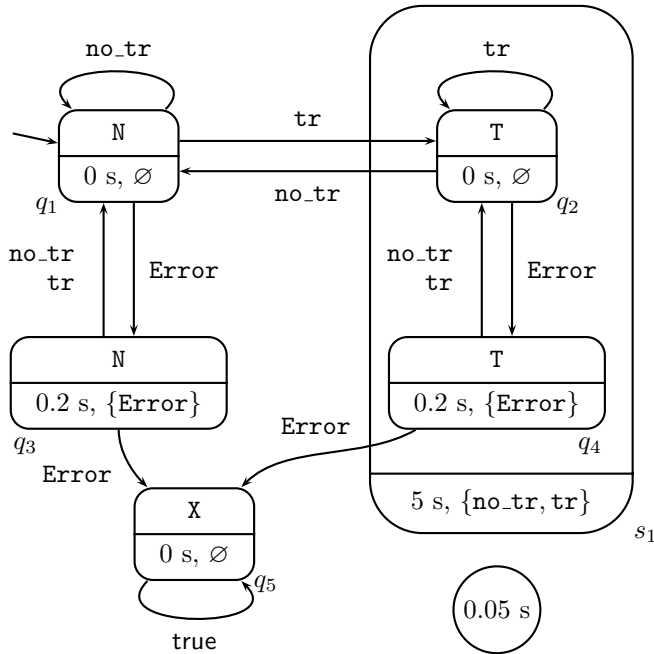 no_tr
tr
N
tr
T
0 s, ∅
no_tr
0 s, ∅
q1
q2
no_tr
tr
Error
no_tr
tr
Error
N
T
0.2 s, {Error}
0.2 s, {Error}
q3
Error
q4
Error
X
5 s, {no_tr, tr}
s1
0 s, ∅
q5
0.05 s
true